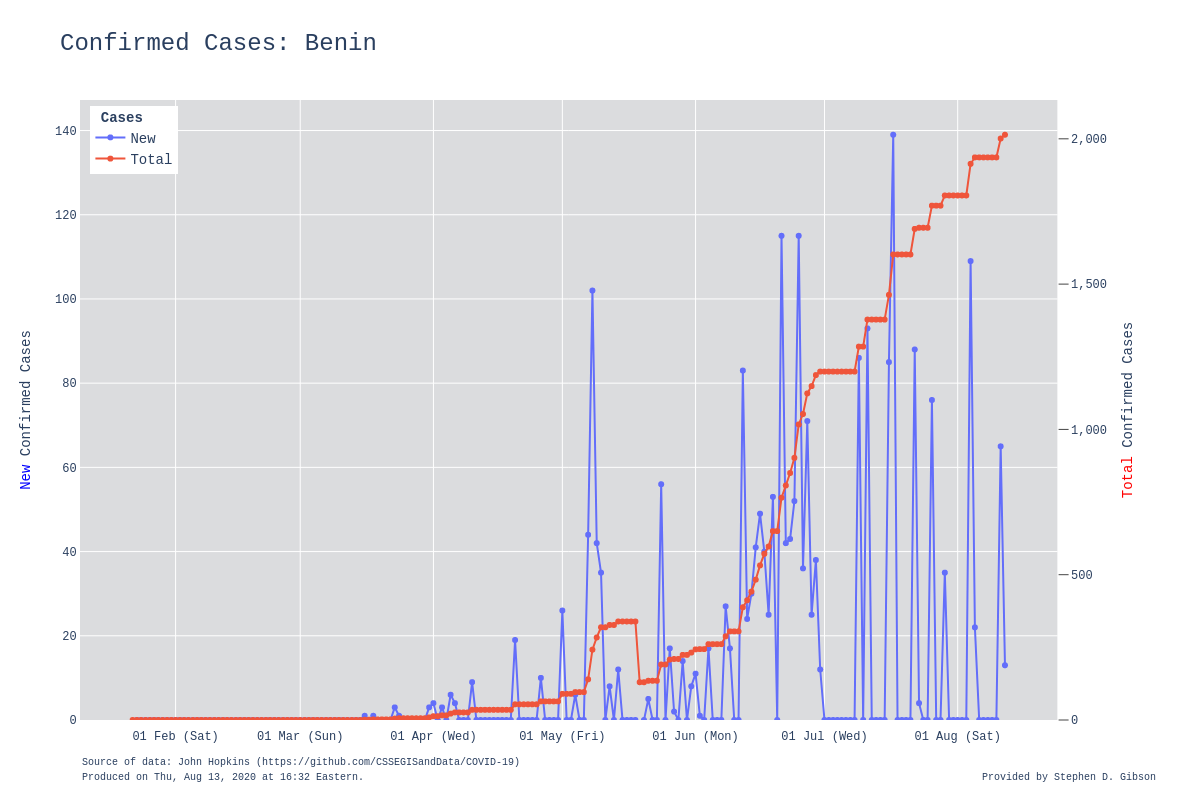 Confirmed Cases: Benin
Cases
New
Total
140
120
100
80
60
40
20
0
2,000
1,500
1,000
500
0
New Confirmed Cases
Total Confirmed Cases
01 Feb (Sat)
01 Mar (Sun)
01 Apr (Wed)
01 May (Fri)
01 Jun (Mon)
01 Jul (Wed)
01 Aug (Sat)
Source of data: John Hopkins (https://github.com/CSSEGISandData/COVID-19)
Produced on Thu, Aug 13, 2020 at 16:32 Eastern.
Provided by Stephen D. Gibson